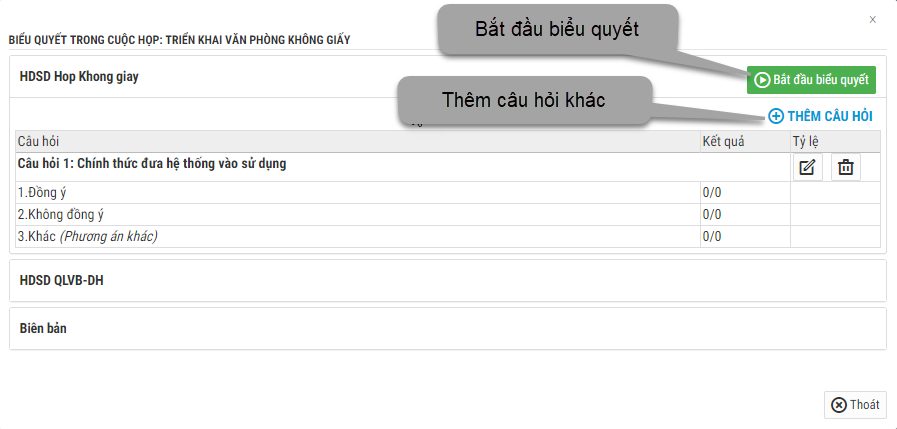 Bắt đầu biểu quyết
x
BIỂU QUYẾT TRONG CUỘC HỌP: TRIỂN KHAI VĂN PHÒNG KHÔNG GIẤY
HDSD Hop Khong giay
Bắt đầu biểu quyết
Thêm câu hỏi khác
THÊM CÂU HỎI
Câu hỏi Kết quả Tỷ lệ
Câu hỏi 1: Chính thức đưa hệ thống vào sử dụng
1.Đồng ý 0/0
2.Không đồng ý 0/0
3.Khác (Phương án khác) 0/0
HDSD QLVB-DH
Biên bản
Thoát